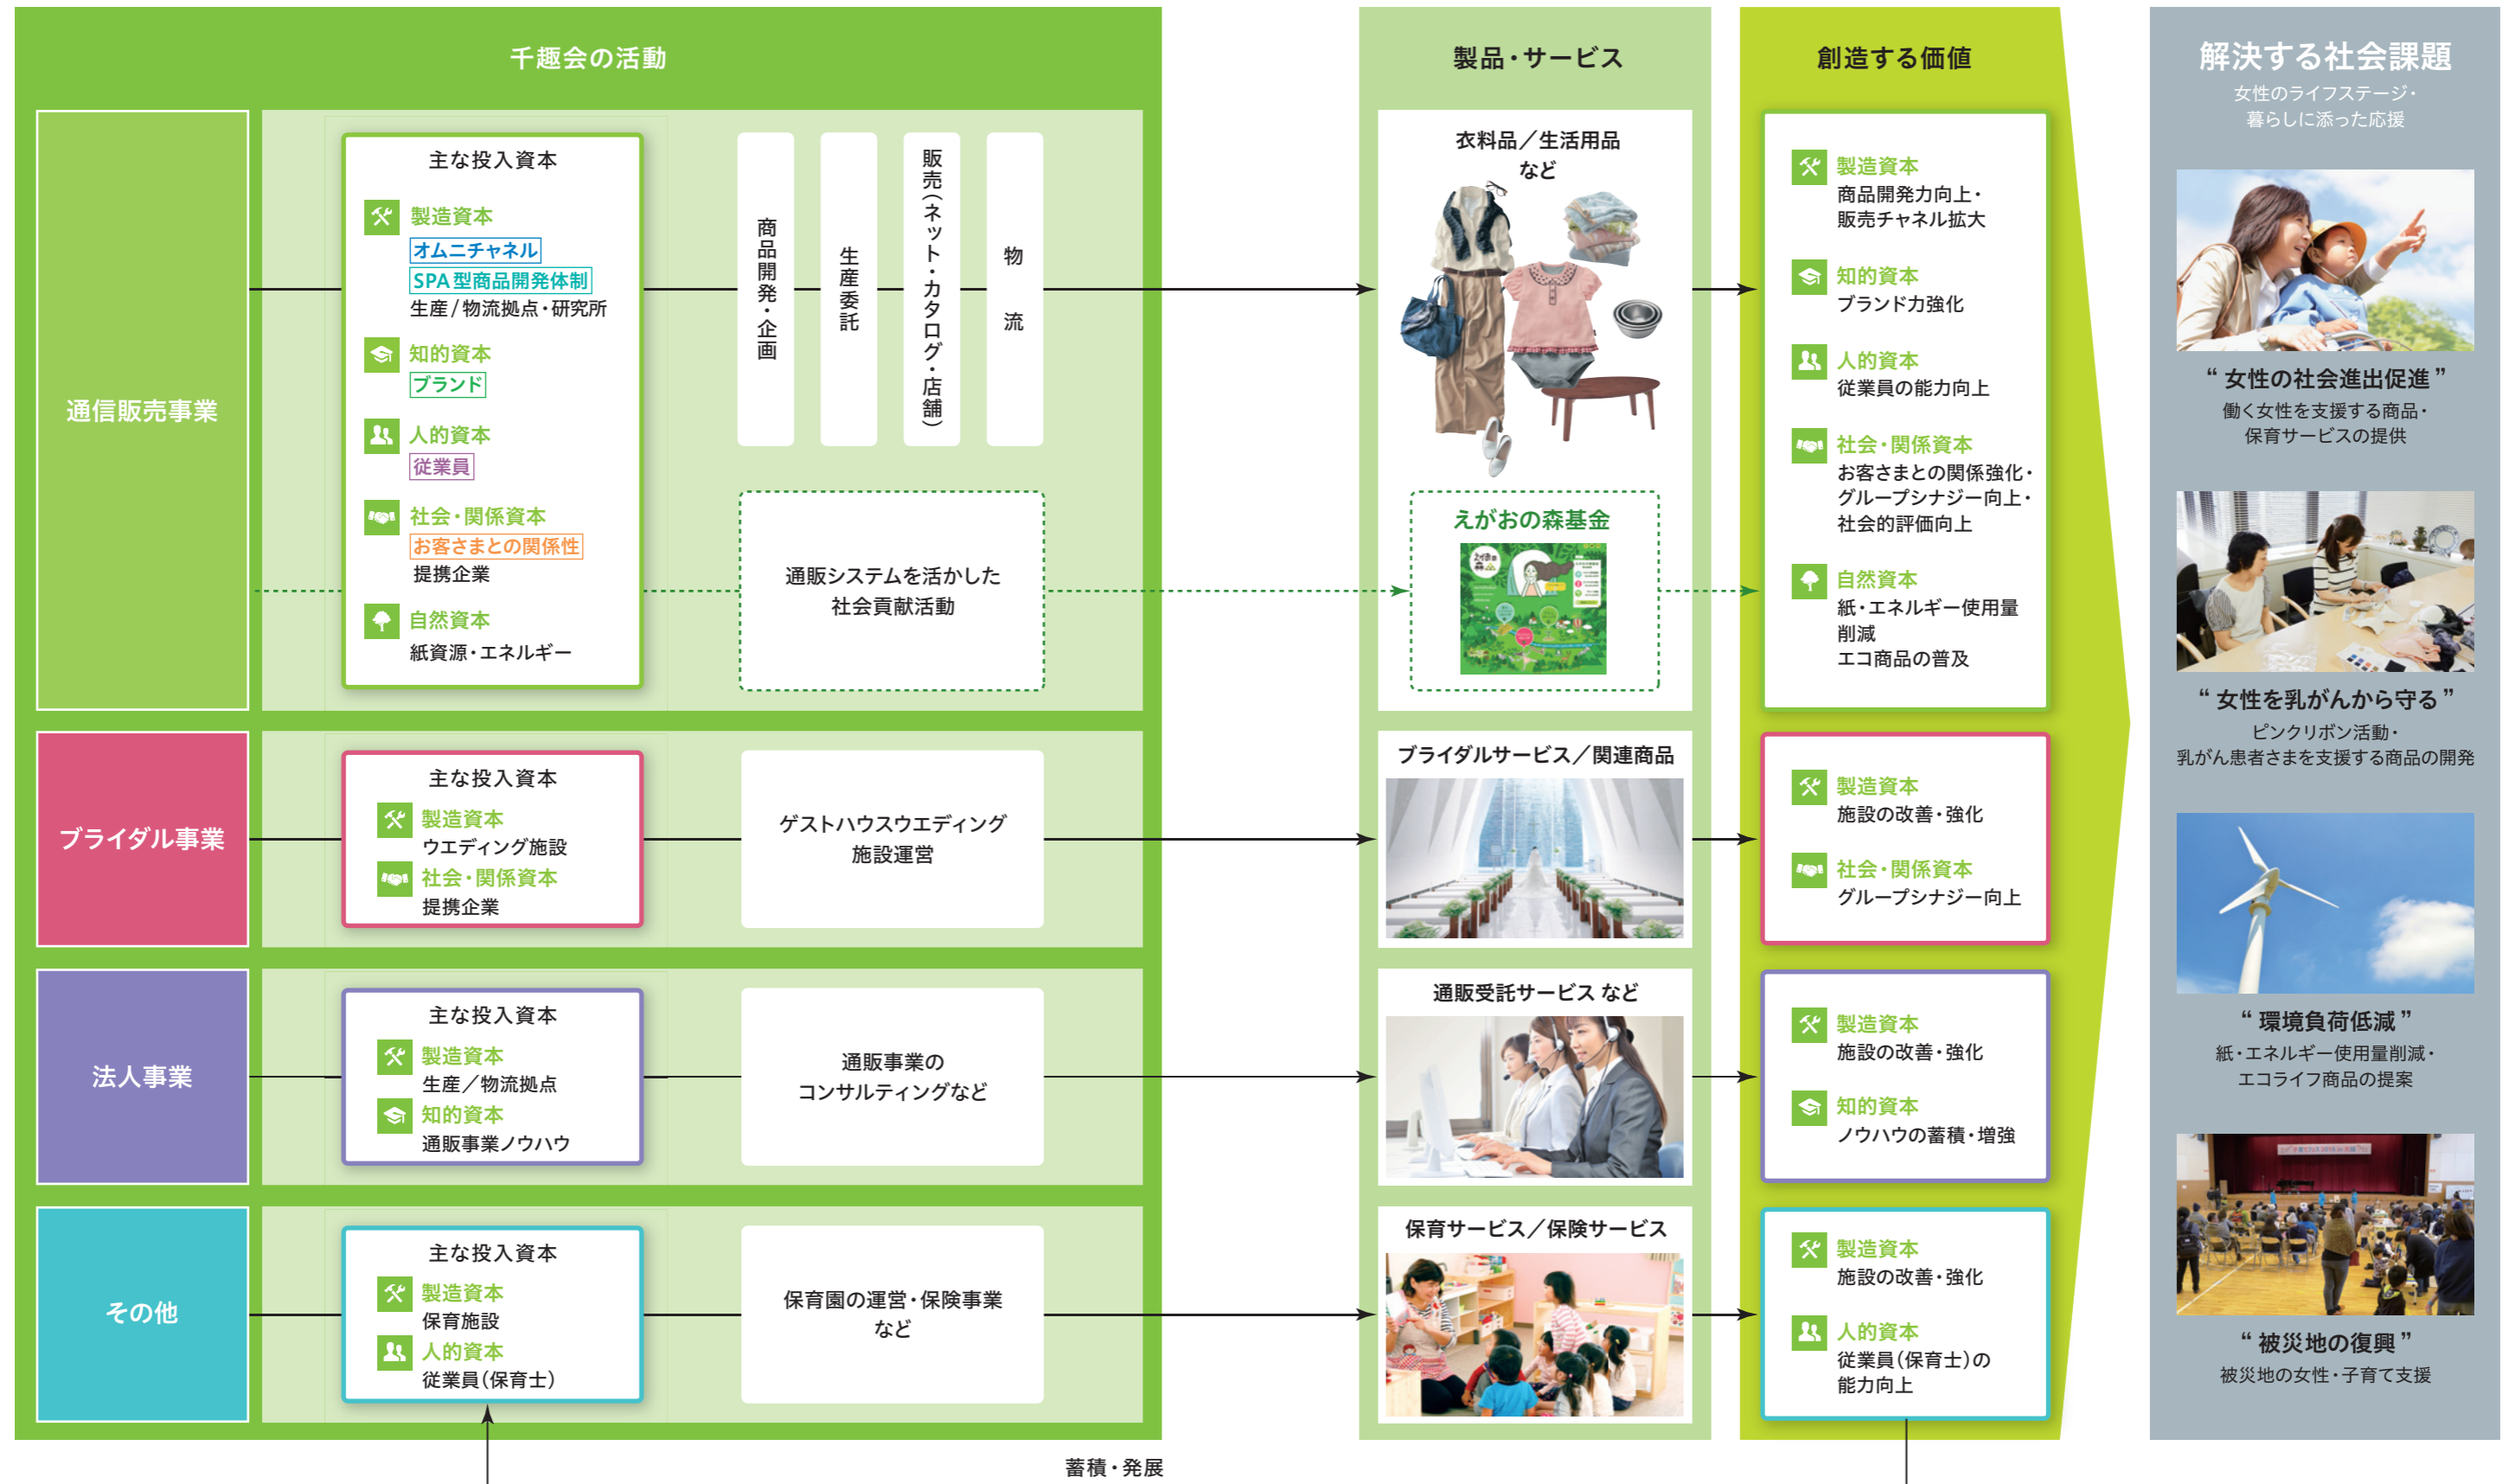 千趣会の活動
製品・サービス
創造する価値
解決する社会課題
女性のライフステージ・
暮らしに添った応援
通信販売事業
主な投入資本
製造資本
オムニチャネル
SPA型商品開発体制
生産/物流拠点・研究所
知的資本
ブランド
人的資本
従業員
社会・関係資本
お客さまとの関係性
提携企業
自然資本
紙資源・エネルギー
商品開発・企画
生産委託
販売(ネット・カタログ・店舗)
物流
通販システムを活かした
社会貢献活動
衣料品/生活用品
など
えがおの森基金
製造資本
商品開発力向上・
販売チャネル拡大
知的資本
ブランド力強化
人的資本
従業員の能力向上
社会・関係資本
お客さまとの関係強化・
グループシナジー向上・
社会的評価向上
自然資本
紙・エネルギー使用量
削減
エコ商品の普及
ブライダル事業
主な投入資本
製造資本
ウエディング施設
社会・関係資本
提携企業
ゲストハウスウエディング
施設運営
ブライダルサービス/関連商品
製造資本
施設の改善・強化
社会・関係資本
グループシナジー向上
法人事業
主な投入資本
製造資本
生産/物流拠点
知的資本
通販事業ノウハウ
通販事業の
コンサルティングなど
通販受託サービス など
製造資本
施設の改善・強化
知的資本
ノウハウの蓄積・増強
その他
主な投入資本
製造資本
保育施設
人的資本
従業員(保育士)
保育園の運営・保険事業
など
保育サービス/保険サービス
製造資本
施設の改善・強化
人的資本
従業員(保育士)の
能力向上
“女性の社会進出促進”
働く女性を支援する商品・
保育サービスの提供
“女性を乳がんから守る”
ピンクリボン活動・
乳がん患者さまを支援する商品の開発
“環境負荷低減”
紙・エネルギー使用量削減・
エコライフ商品の提案
“被災地の復興”
被災地の女性・子育て支援
蓄積・発展